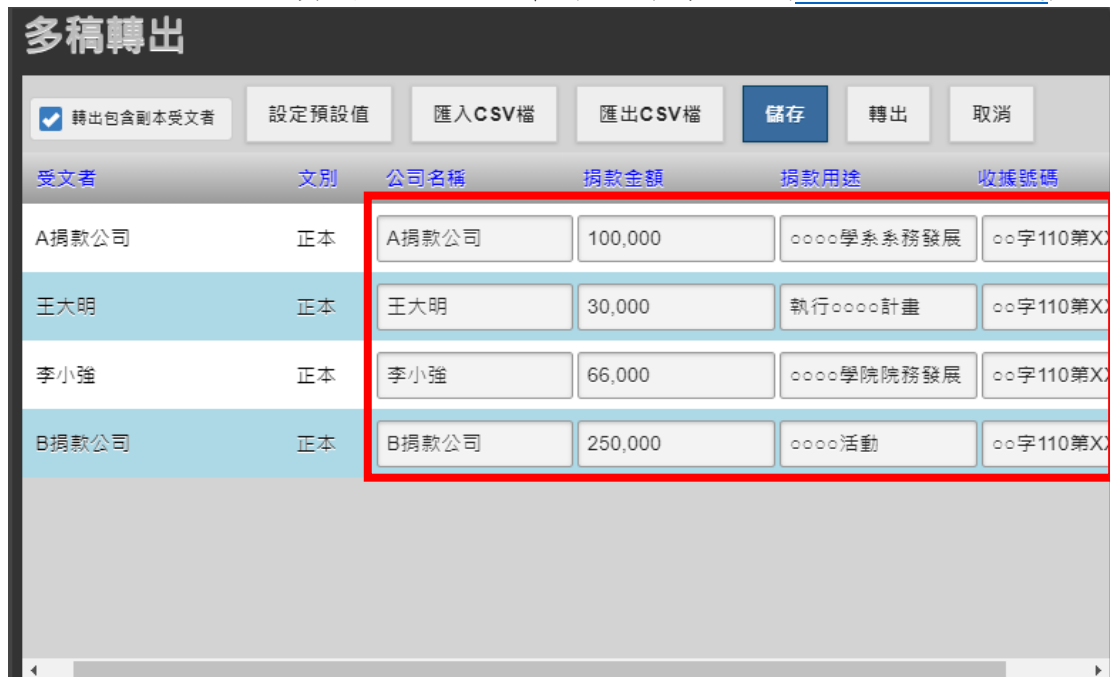 多稿轉出
轉出包含副本受文者 設定預設值 匯入CSV檔 匯出CSV檔 儲存 轉出 取消
受文者 文別 公司名稱 捐款金額 捐款用途 收據號碼
A捐款公司 正本 A捐款公司 100,000 ○○○○學系系務發展 ○○字110第XX
王大明 正本 王大明 30,000 執行○○○○計畫 ○○字110第XX
李小強 正本 李小強 66,000 ○○○○學院院務發展 ○○字110第XX
B捐款公司 正本 B捐款公司 250,000 ○○○○活動 ○○字110第XX